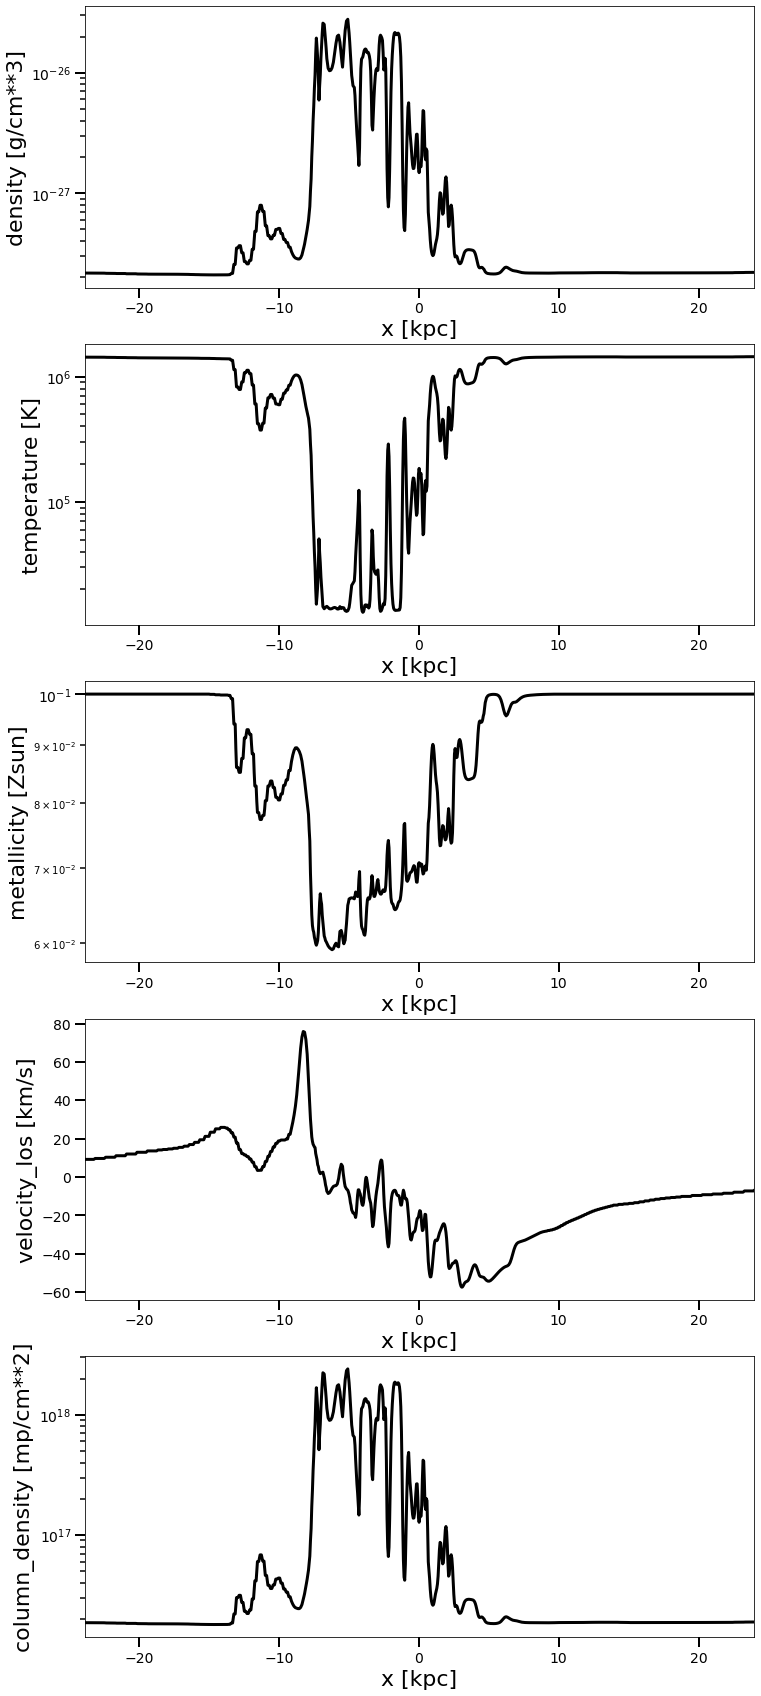 density [g/cm**3]
10⁻²⁶
10⁻²⁷
−20 −10 0 10 20
x [kpc]
temperature [K]
10⁶
10⁵
−20 −10 0 10 20
x [kpc]
metallicity [Zsun]
10⁻¹
9 × 10⁻²
8 × 10⁻²
7 × 10⁻²
6 × 10⁻²
−20 −10 0 10 20
x [kpc]
velocity_los [km/s]
80
60
40
20
0
−20
−40
−60
−20 −10 0 10 20
x [kpc]
column_density [mp/cm**2]
10¹⁸
10¹⁷
−20 −10 0 10 20
x [kpc]